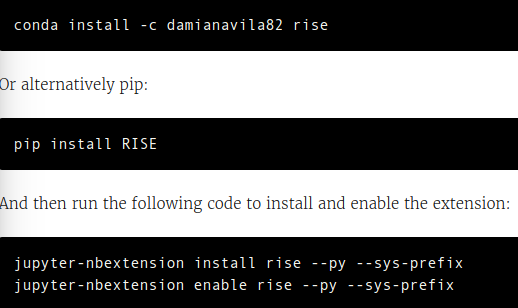 conda install -c damianavila82 rise
Or alternatively pip:
pip install RISE
And then run the following code to install and enable the extension:
jupyter-nbextension install rise --py --sys-prefix
jupyter-nbextension enable rise --py --sys-prefix